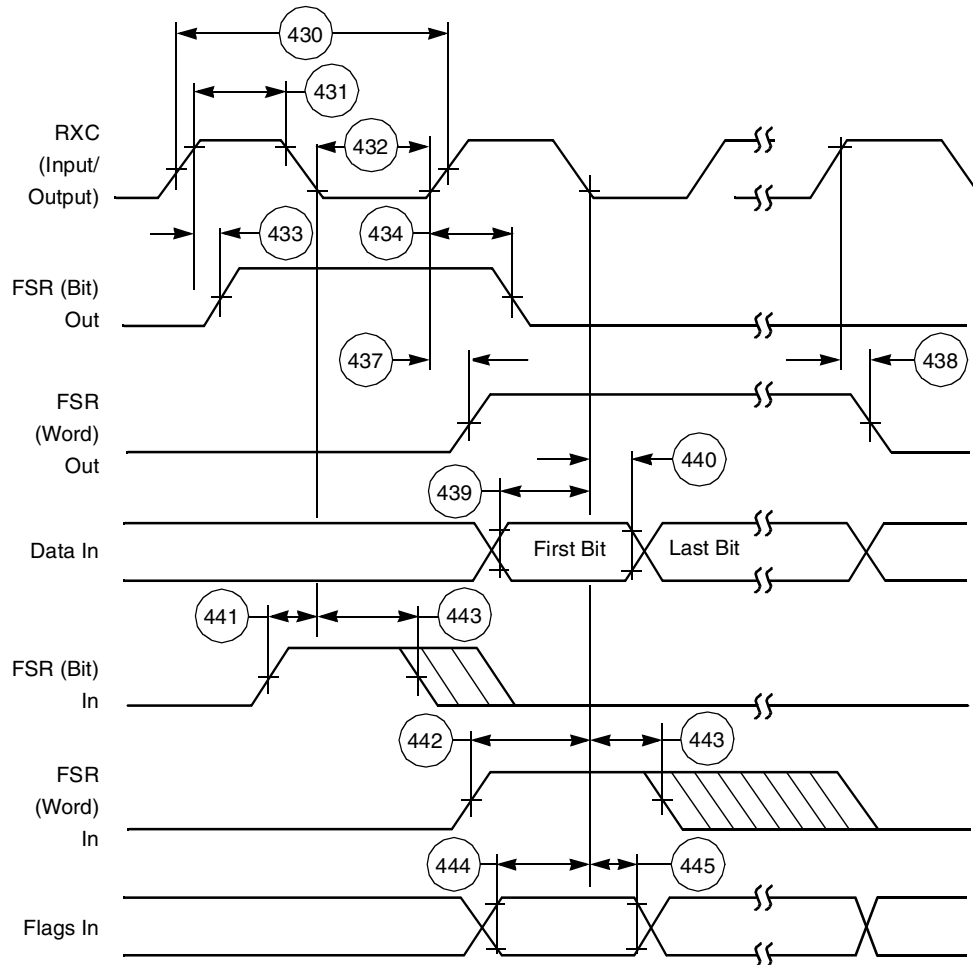 430
431
RXC
(Input/
Output)
432
433
434
FSR (Bit)
Out
437
438
FSR
(Word)
Out
440
439
Data In
First Bit
Last Bit
441
443
FSR (Bit)
In
442
443
FSR
(Word)
In
444
445
Flags In